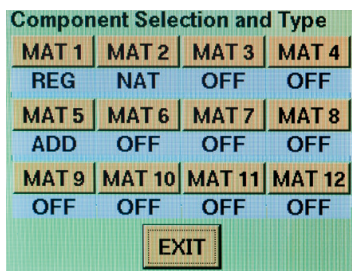 Component Selection and Type
MAT 1 MAT 2 MAT 3 MAT 4
REG NAT OFF OFF
MAT 5 MAT 6 MAT 7 MAT 8
ADD OFF OFF OFF
MAT 9 MAT 10 MAT 11 MAT 12
OFF OFF OFF OFF
EXIT